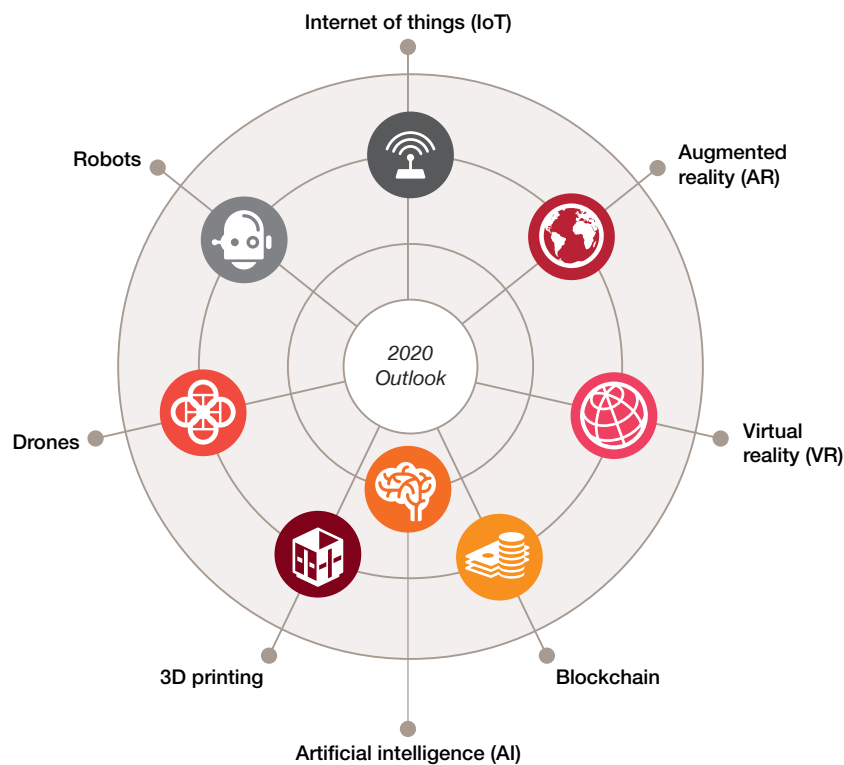 Internet of things (IoT)
Robots
Augmented
reality (AR)
2020
Outlook
Drones
Virtual
reality (VR)
3D printing
Blockchain
Artificial intelligence (AI)